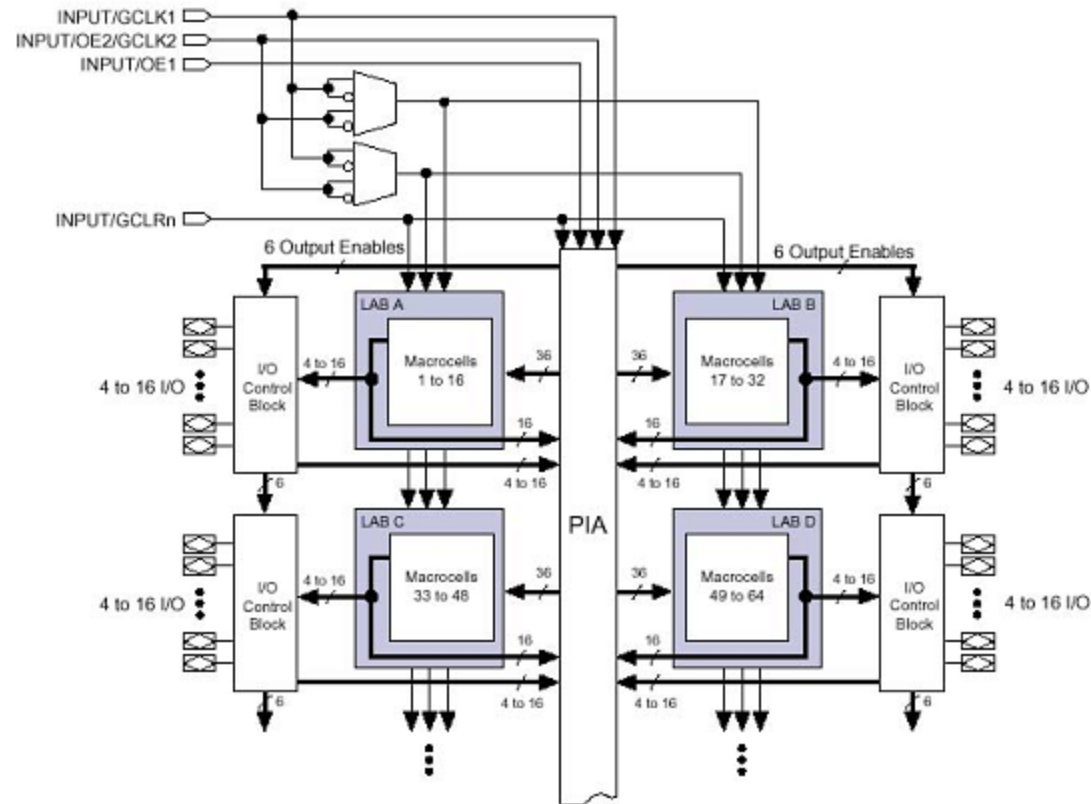 INPUT/GCLK1
INPUT/OE2/GCLK2
INPUT/OE1
INPUT/GCLRn
6 Output Enables
6 Output Enables
LAB A
LAB B
4 to 16 I/O
I/O
Control
Block
4 to 16
Macrocells
1 to 16
36
36
Macrocells
17 to 32
4 to 16
I/O
Control
Block
4 to 16 I/O
16
16
4 to 16
4 to 16
6
6
PIA
LAB C
LAB D
4 to 16 I/O
I/O
Control
Block
4 to 16
Macrocells
33 to 48
36
36
Macrocells
49 to 64
4 to 16
I/O
Control
Block
4 to 16 I/O
16
16
4 to 16
4 to 16
6
6